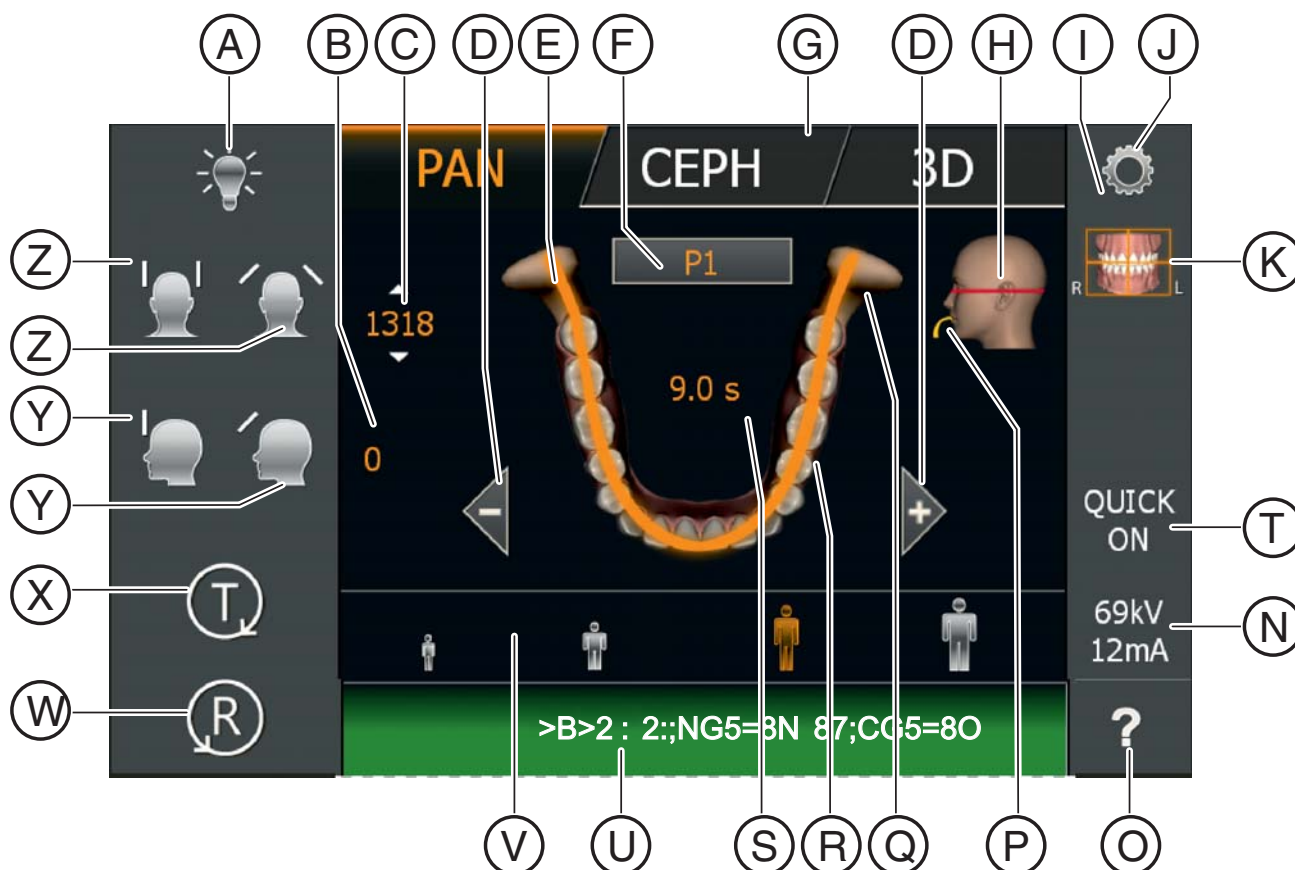 A B C D E F G D H I J
PAN CEPH 3D
P1
Z
K
R L
1318
Z
9.0 s
Y
0
Y
- +
QUICK
ON
T
X
T
69kV
12mA
N
W
R
>B>2 : 2:;NG5=8N 87;CG5=8O
?
V U S R Q P O